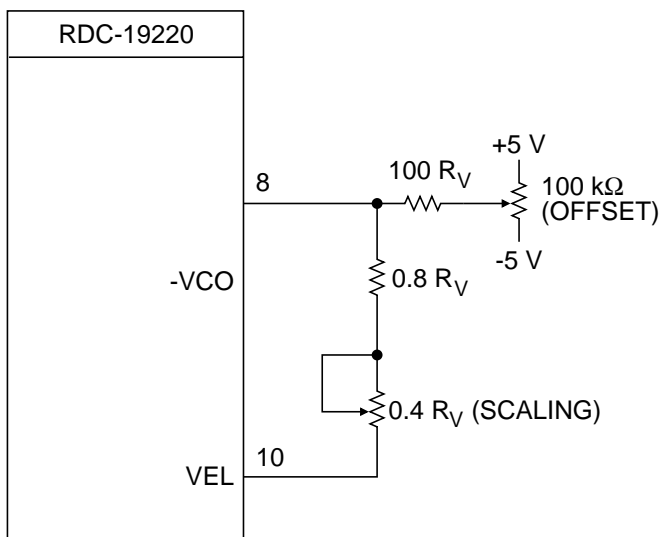 RDC-19220
8
100 R_V
+5 V
100 kΩ
(OFFSET)
-5 V
-VCO
0.8 R_V
0.4 R_V (SCALING)
10
VEL